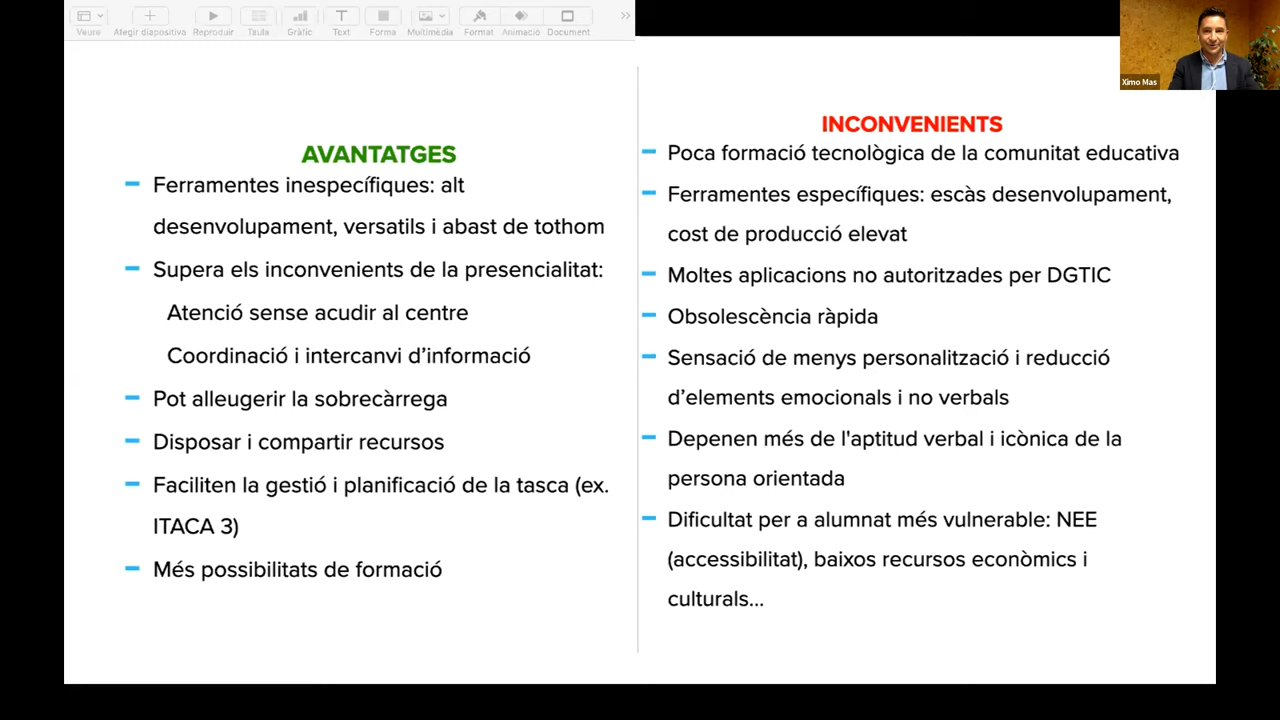 Veure
Afegir diapositiva
Reproduir
Taula
Gràfic
Text
Forma
Multimèdia
Format
Animació
Document
Ximo Mas
AVANTATGES
Ferramentes inespecífiques: alt
desenvolupament, versatils i abast de tothom
Supera els inconvenients de la presencialitat:
Atenció sense acudir al centre
Coordinació i intercanvi d’informació
Pot alleugerir la sobrecàrrega
Disposar i compartir recursos
Faciliten la gestió i planificació de la tasca (ex.
ITACA 3)
Més possibilitats de formació
INCONVENIENTS
Poca formació tecnològica de la comunitat educativa
Ferramentes específiques: escàs desenvolupament,
cost de producció elevat
Moltes aplicacions no autoritzades per DGTIC
Obsolescència ràpida
Sensació de menys personalització i reducció
d’elements emocionals i no verbals
Depenen més de l'aptitud verbal i icònica de la
persona orientada
Dificultat per a alumnat més vulnerable: NEE
(accessibilitat), baixos recursos econòmics i
culturals...